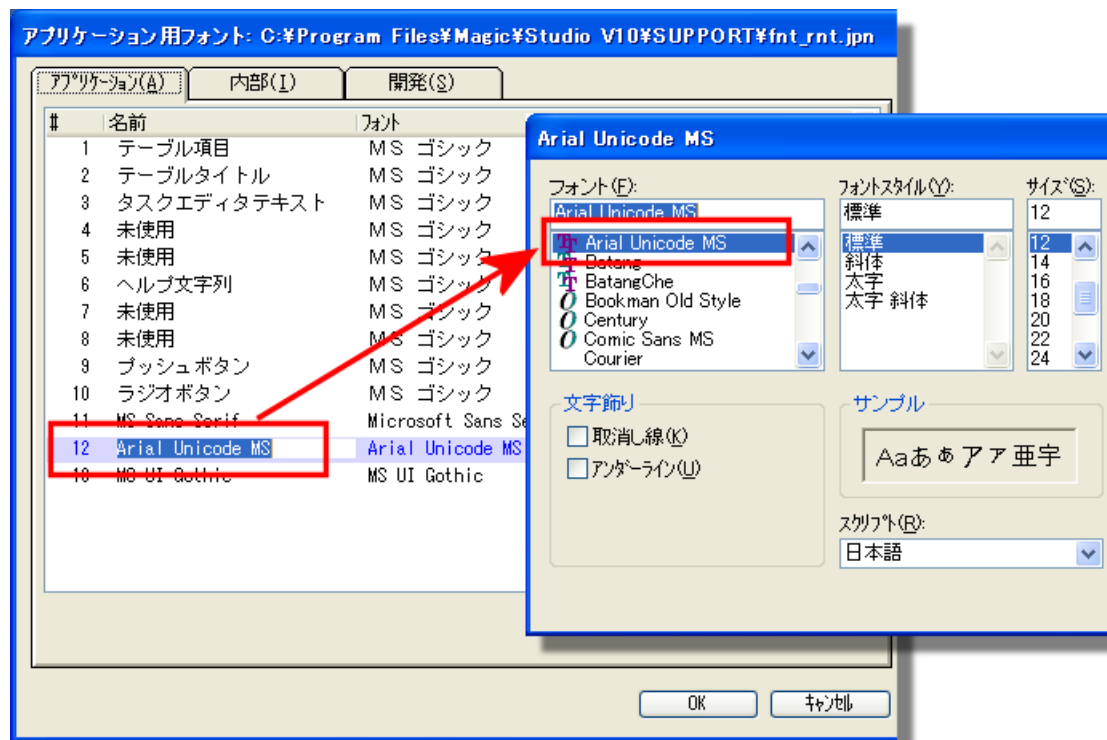 アプリケーション用フォント: C:¥Program Files¥Magic¥Studio V10¥SUPPORT¥fnt_rnt.jpn
ｱﾌﾟﾘｹｰｼｮﾝ(A) 内部(I) 開発(S)
# 名前 ﾌｫﾝﾄ
1 テーブル項目 ＭＳ ゴシック
2 テーブルタイトル ＭＳ ゴシック
3 タスクエディタテキスト ＭＳ ゴシック
4 未使用 ＭＳ ゴシック
5 未使用 ＭＳ ゴシック
6 ヘルプ文字列 ＭＳ ゴシック
7 未使用 ＭＳ ゴシック
8 未使用 ＭＳ ゴシック
9 プッシュボタン ＭＳ ゴシック
10 ラジオボタン ＭＳ ゴシック
11 MS Sans Serif Microsoft Sans
12 Arial Unicode MS Arial Unicode MS
13 MS UI Gothic MS UI Gothic
OK ｷｬﾝｾﾙ
Arial Unicode MS
フォント(F):
Arial Unicode MS
Arial Unicode MS
Batang
BatangChe
Bookman Old Style
Century
Comic Sans MS
Courier
ﾌｫﾝﾄｽﾀｲﾙ(Y):
標準
標準
斜体
太字
太字 斜体
ｻｲｽﾞ(S):
12
12
14
16
18
20
22
24
文字飾り
取消し線(K)
ｱﾝﾀﾞｰﾗｲﾝ(U)
サンプル
Aaあぁアァ亜宇
ｽｸﾘﾌﾟﾄ(R):
日本語